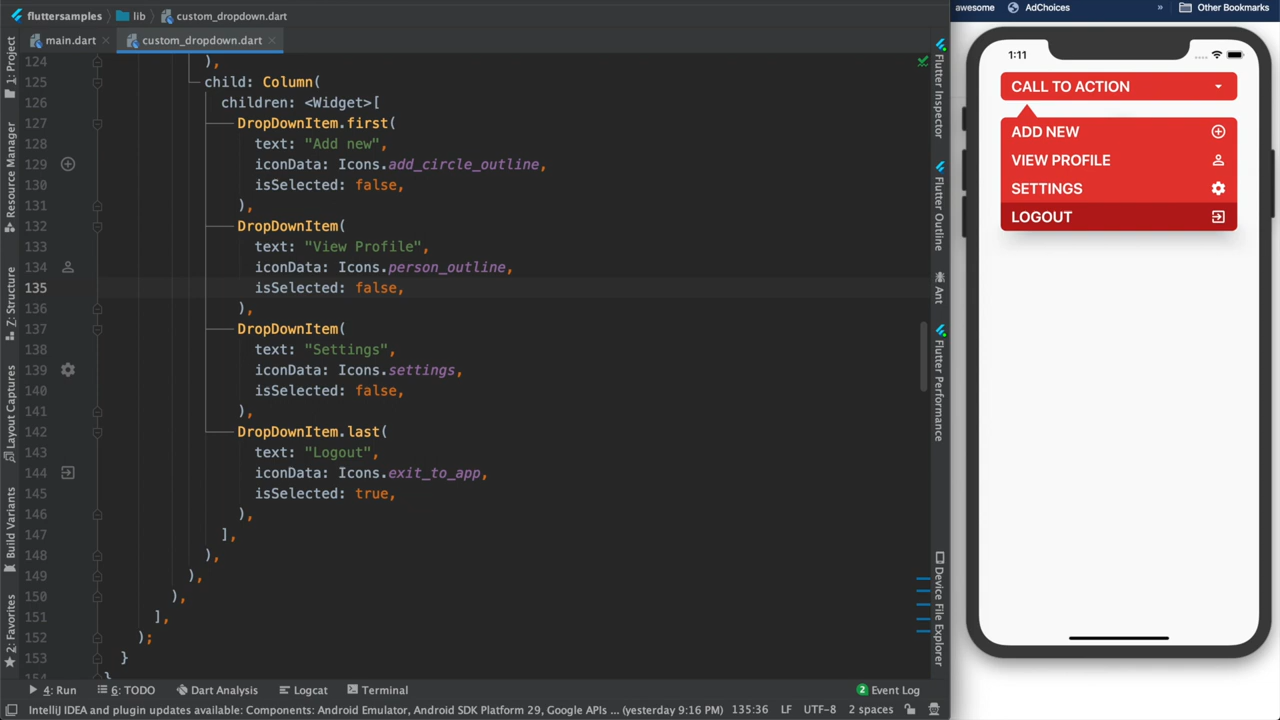 fluttersamples lib custom_dropdown.dart
main.dart custom_dropdown.dart
1: Project
Resource Manager
Z: Structure
Layout Captures
Build Variants
2: Favorites
124 ),
125 child: Column(
126 children: <Widget>[
127 DropDownItem.first(
128 text: "Add new",
129 iconData: Icons.add_circle_outline,
130 isSelected: false,
131 ),
132 DropDownItem(
133 text: "View Profile",
134 iconData: Icons.person_outline,
135 isSelected: false,
136 ),
137 DropDownItem(
138 text: "Settings",
139 iconData: Icons.settings,
140 isSelected: false,
141 ),
142 DropDownItem.last(
143 text: "Logout",
144 iconData: Icons.exit_to_app,
145 isSelected: true,
146 ),
147 ],
148 ),
149 ),
150 ),
151 ],
152 );
153 }
Flutter Inspector
Flutter Outline
Ant
Flutter Performance
Device File Explorer
4: Run 6: TODO Dart Analysis Logcat Terminal 2 Event Log
IntelliJ IDEA and plugin updates available: Components: Android Emulator, Android SDK Platform 29, Google APIs ... (yesterday 9:16 PM) 135:36 LF UTF-8 2 spaces
awesome AdChoices » Other Bookmarks
1:11
CALL TO ACTION
ADD NEW
VIEW PROFILE
SETTINGS
LOGOUT